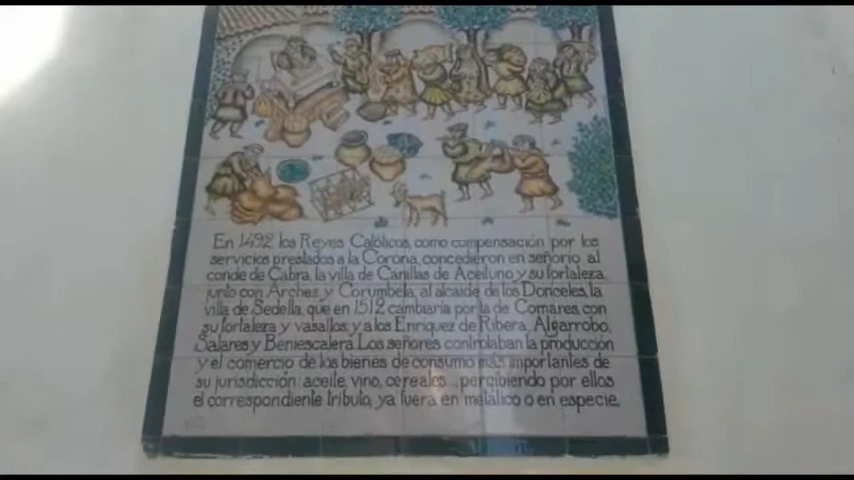 En 1492 los Reyes Católicos, como compensación por los
servicios prestados a la Corona, concedieron en señorío al
conde de Cabra, la villa de Canillas de Aceituno y su fortaleza,
junto con Archez y Corumbela, al alcaide de los Donceles, la
villa de Sedella, que en 1512 cambiaría por la de Comares, con
su fortaleza y vasallos, y a los Enriquez de Ribera, Algarrobo,
Salares y Beniescalera. Los señores controlaban la producción
y el comercio de los bienes de consumo más importantes de
su jurisdicción: aceite, vino, cereales... percibiendo por ellos
el correspondiente tributo, ya fuera en metálico o en especie.